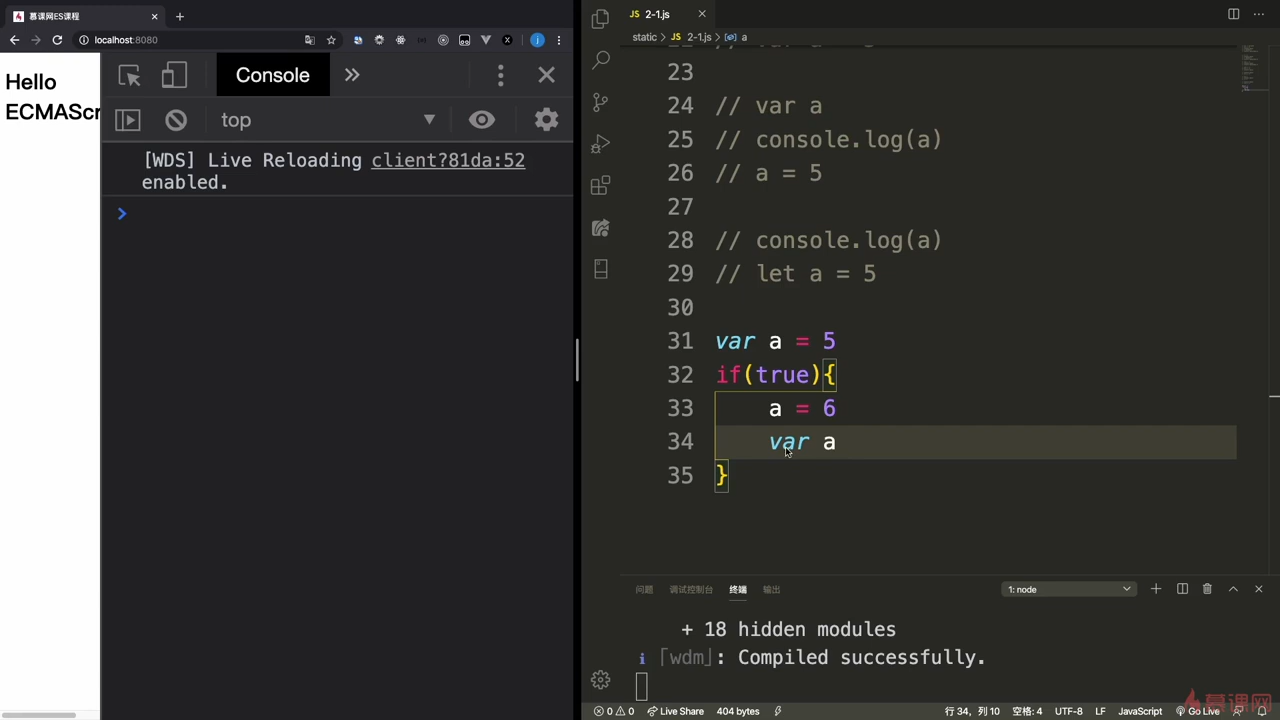 慕课网ES课程
localhost:8080
Hello
ECMAScr
Console
top
[WDS] Live Reloading client?81da:52
enabled.
2-1.js
static > 2-1.js > a
23
24 // var a
25 // console.log(a)
26 // a = 5
27
28 // console.log(a)
29 // let a = 5
30
31 var a = 5
32 if(true){
33 a = 6
34 var a
35 }
问题 调试控制台 终端 输出 1: node
+ 18 hidden modules
i 「wdm」: Compiled successfully.
0 0 Live Share 404 bytes 行 34, 列 10 空格: 4 UTF-8 LF JavaScript Go Live
慕课网